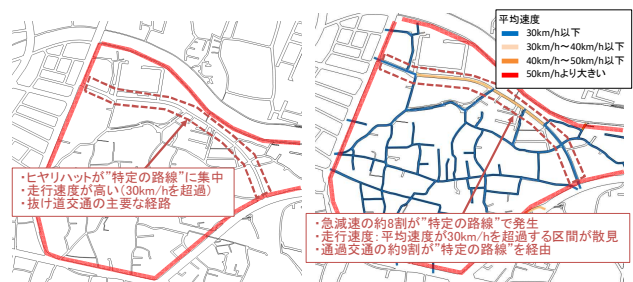 ・ヒヤリハットが"特定の路線"に集中
・走行速度が高い（30km/hを超過）
・抜け道交通の主要な経路
平均速度
30km/h以下
30km/h～40km/h以下
40km/h～50km/h以下
50km/hより大きい
・急減速の約8割が"特定の路線"で発生
・走行速度：平均速度が30km/hを超過する区間が散見
・通過交通の約9割が"特定の路線"を経由